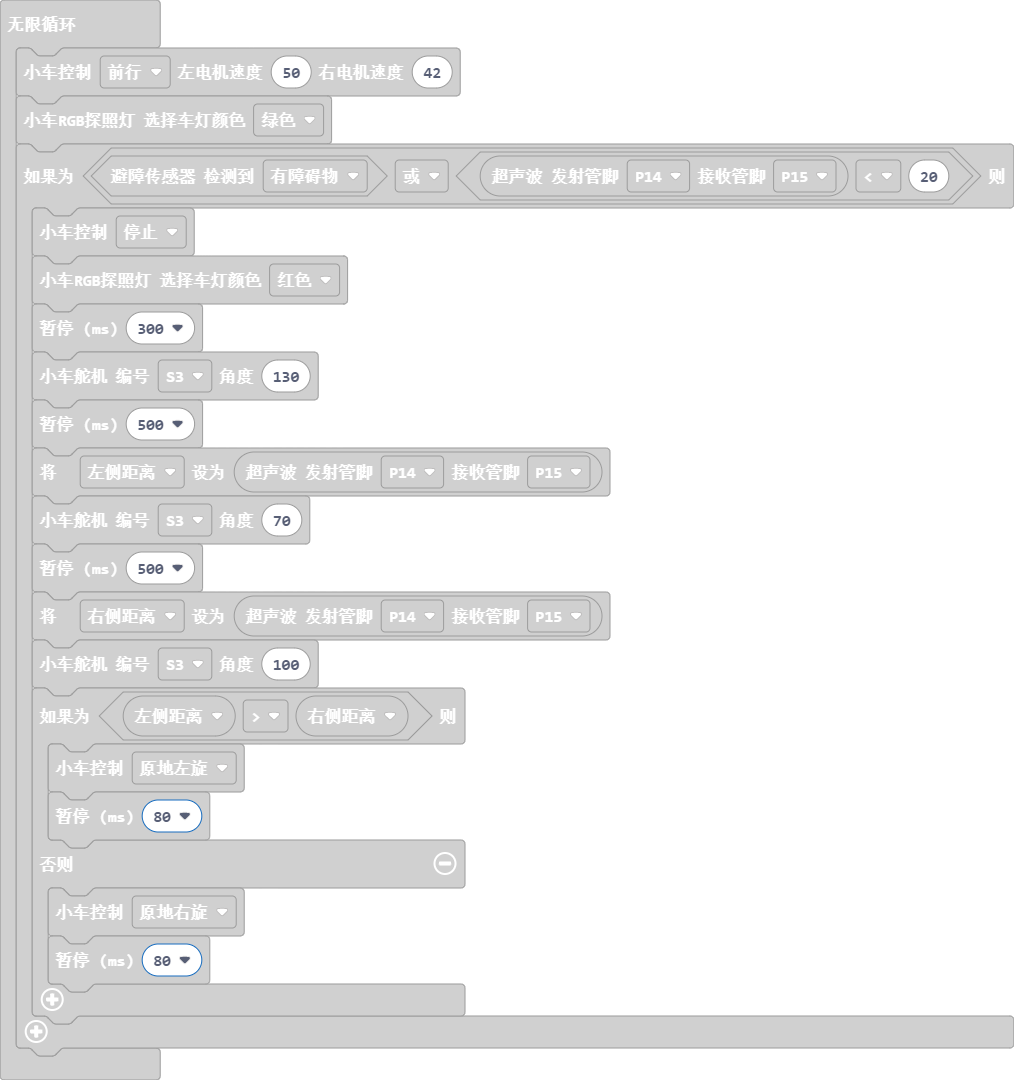 无限循环
小车控制 前行 左电机速度 50 右电机速度 42
小车RGB探照灯 选择车灯颜色 绿色
如果为 避障传感器 检测到 有障碍物 或 超声波 发射管脚 P14 接收管脚 P15 < 20 则
小车控制 停止
小车RGB探照灯 选择车灯颜色 红色
暂停 (ms) 300
小车舵机 编号 S3 角度 130
暂停 (ms) 500
将 左侧距离 设为 超声波 发射管脚 P14 接收管脚 P15
小车舵机 编号 S3 角度 70
暂停 (ms) 500
将 右侧距离 设为 超声波 发射管脚 P14 接收管脚 P15
小车舵机 编号 S3 角度 100
如果为 左侧距离 > 右侧距离 则
小车控制 原地左旋
暂停 (ms) 80
否则
小车控制 原地右旋
暂停 (ms) 80